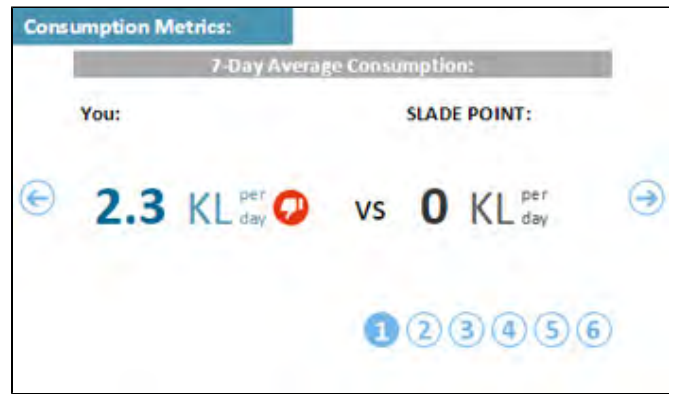 Consumption Metrics:
7-Day Average Consumption:
You: SLADE POINT:
2.3 KL per day vs 0 KL per day
1 2 3 4 5 6